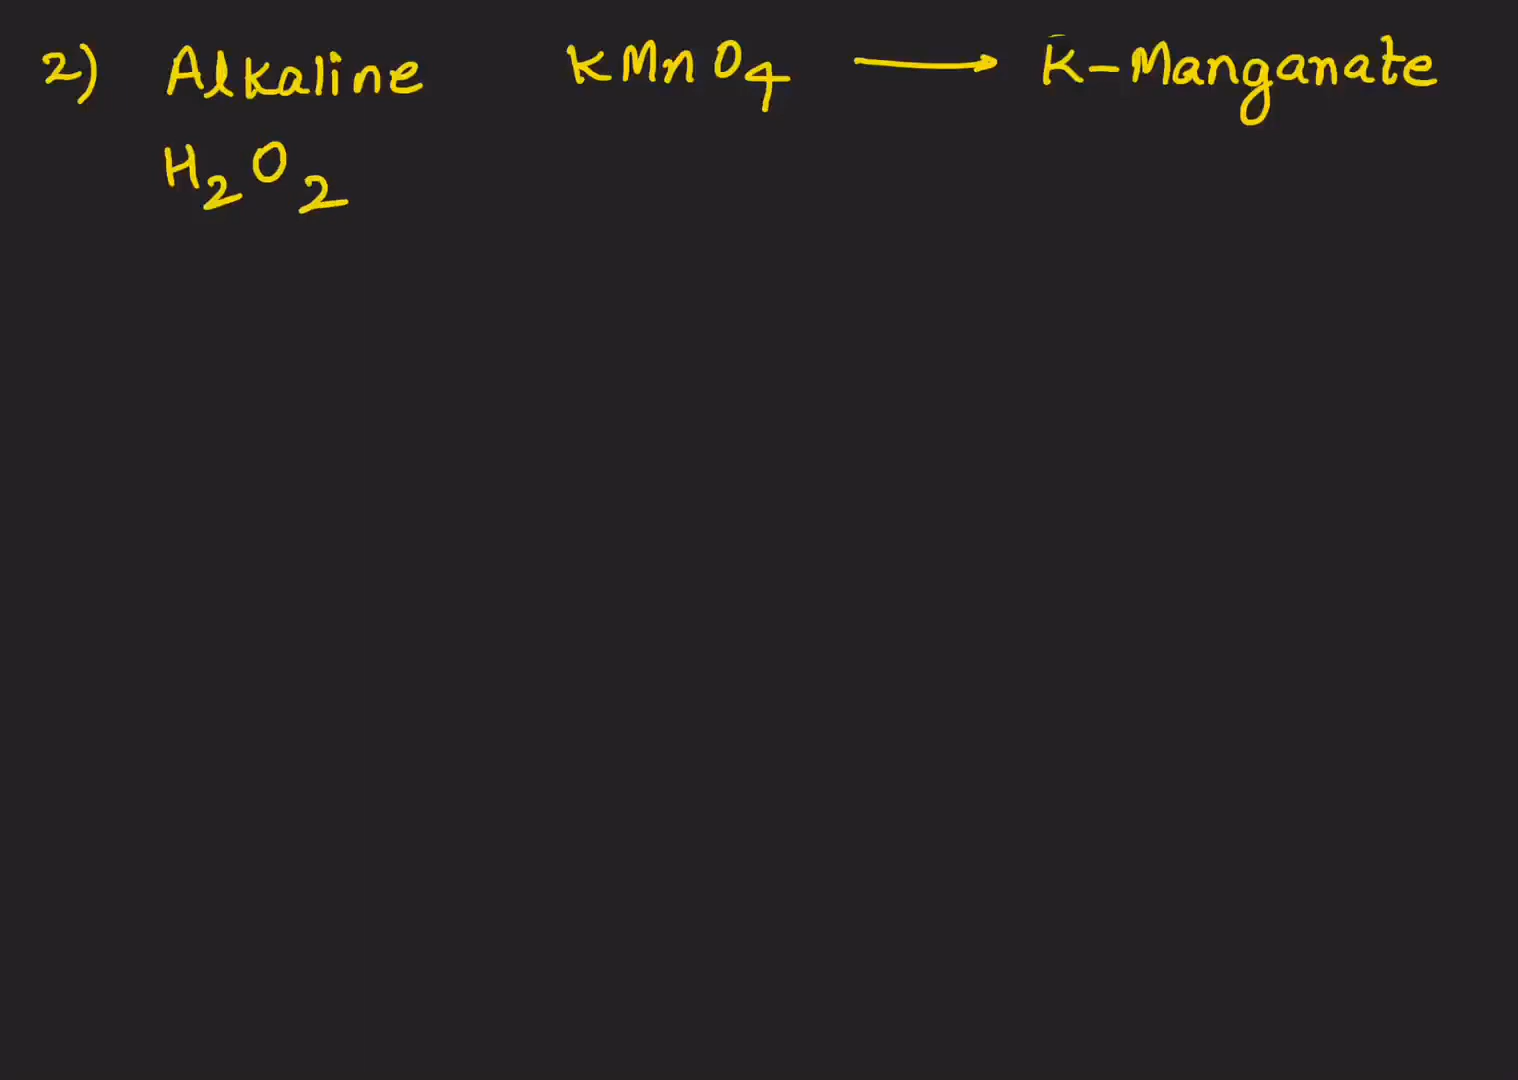 2) Alkaline KMnO4 ⟶ K-Manganate
H2O2